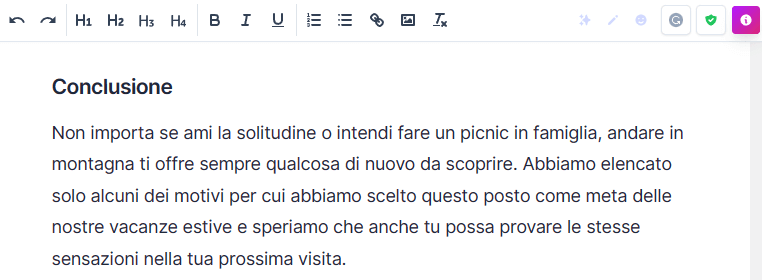 H1 H2 H3 H4 B I U
Conclusione
Non importa se ami la solitudine o intendi fare un picnic in famiglia, andare in
montagna ti offre sempre qualcosa di nuovo da scoprire. Abbiamo elencato
solo alcuni dei motivi per cui abbiamo scelto questo posto come meta delle
nostre vacanze estive e speriamo che anche tu possa provare le stesse
sensazioni nella tua prossima visita.